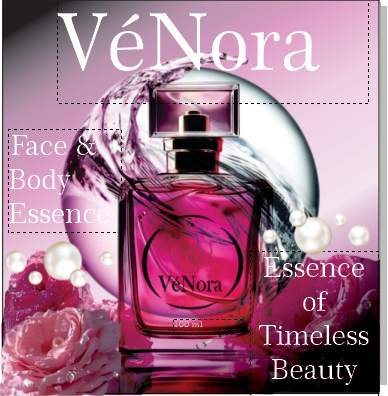 VéNora
Face &
Body
Essence
VéNora
100 ml
Essence
of
Timeless
Beauty